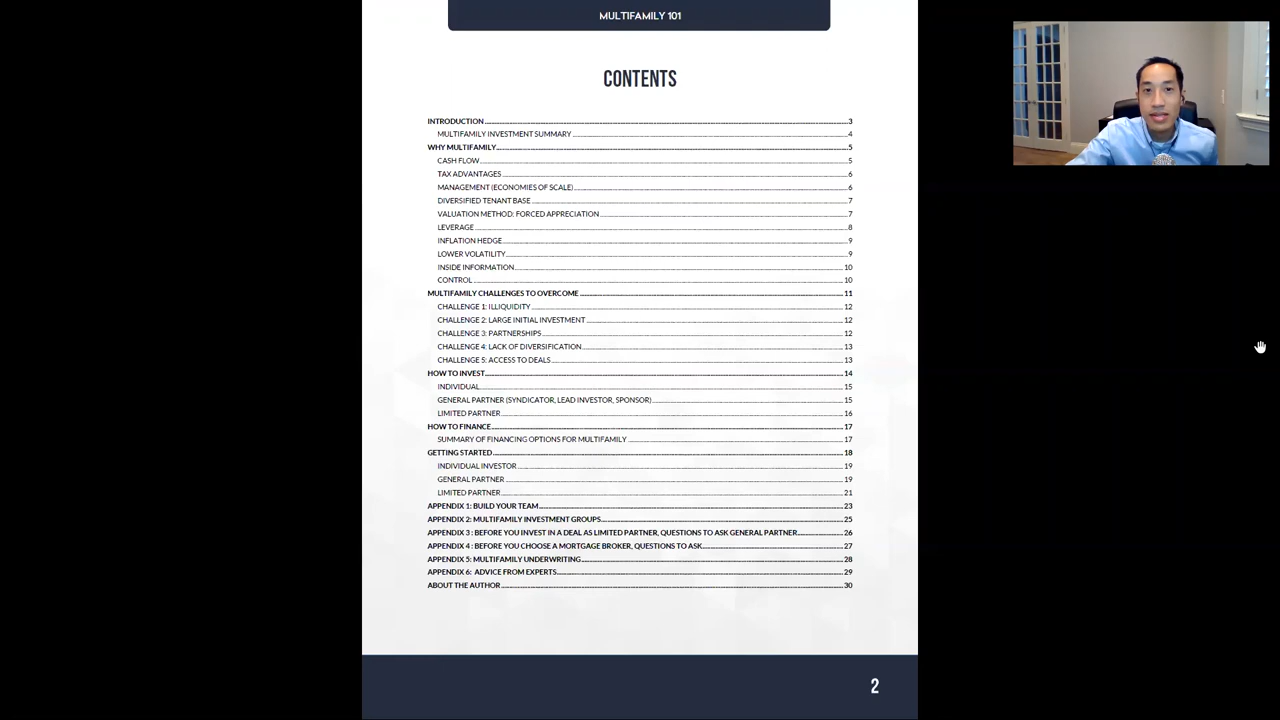 MULTIFAMILY 101
CONTENTS
INTRODUCTION 3
MULTIFAMILY INVESTMENT SUMMARY 4
WHY MULTIFAMILY 5
CASH FLOW 5
TAX ADVANTAGES 6
MANAGEMENT (ECONOMIES OF SCALE) 6
DIVERSIFIED TENANT BASE 7
VALUATION METHOD: FORCED APPRECIATION 7
LEVERAGE 8
INFLATION HEDGE 9
LOWER VOLATILITY 9
INSIDE INFORMATION 10
CONTROL 10
MULTIFAMILY CHALLENGES TO OVERCOME 11
CHALLENGE 1: ILLIQUIDITY 12
CHALLENGE 2: LARGE INITIAL INVESTMENT 12
CHALLENGE 3: PARTNERSHIPS 12
CHALLENGE 4: LACK OF DIVERSIFICATION 13
CHALLENGE 5: ACCESS TO DEALS 13
HOW TO INVEST 14
INDIVIDUAL 15
GENERAL PARTNER (SYNDICATOR, LEAD INVESTOR, SPONSOR) 15
LIMITED PARTNER 16
HOW TO FINANCE 17
SUMMARY OF FINANCING OPTIONS FOR MULTIFAMILY 17
GETTING STARTED 18
INDIVIDUAL INVESTOR 19
GENERAL PARTNER 19
LIMITED PARTNER 21
APPENDIX 1: BUILD YOUR TEAM 23
APPENDIX 2: MULTIFAMILY INVESTMENT GROUPS 25
APPENDIX 3 : BEFORE YOU INVEST IN A DEAL AS LIMITED PARTNER, QUESTIONS TO ASK GENERAL PARTNER 26
APPENDIX 4 : BEFORE YOU CHOOSE A MORTGAGE BROKER, QUESTIONS TO ASK 27
APPENDIX 5: MULTIFAMILY UNDERWRITING 28
APPENDIX 6: ADVICE FROM EXPERTS 29
ABOUT THE AUTHOR 30
2